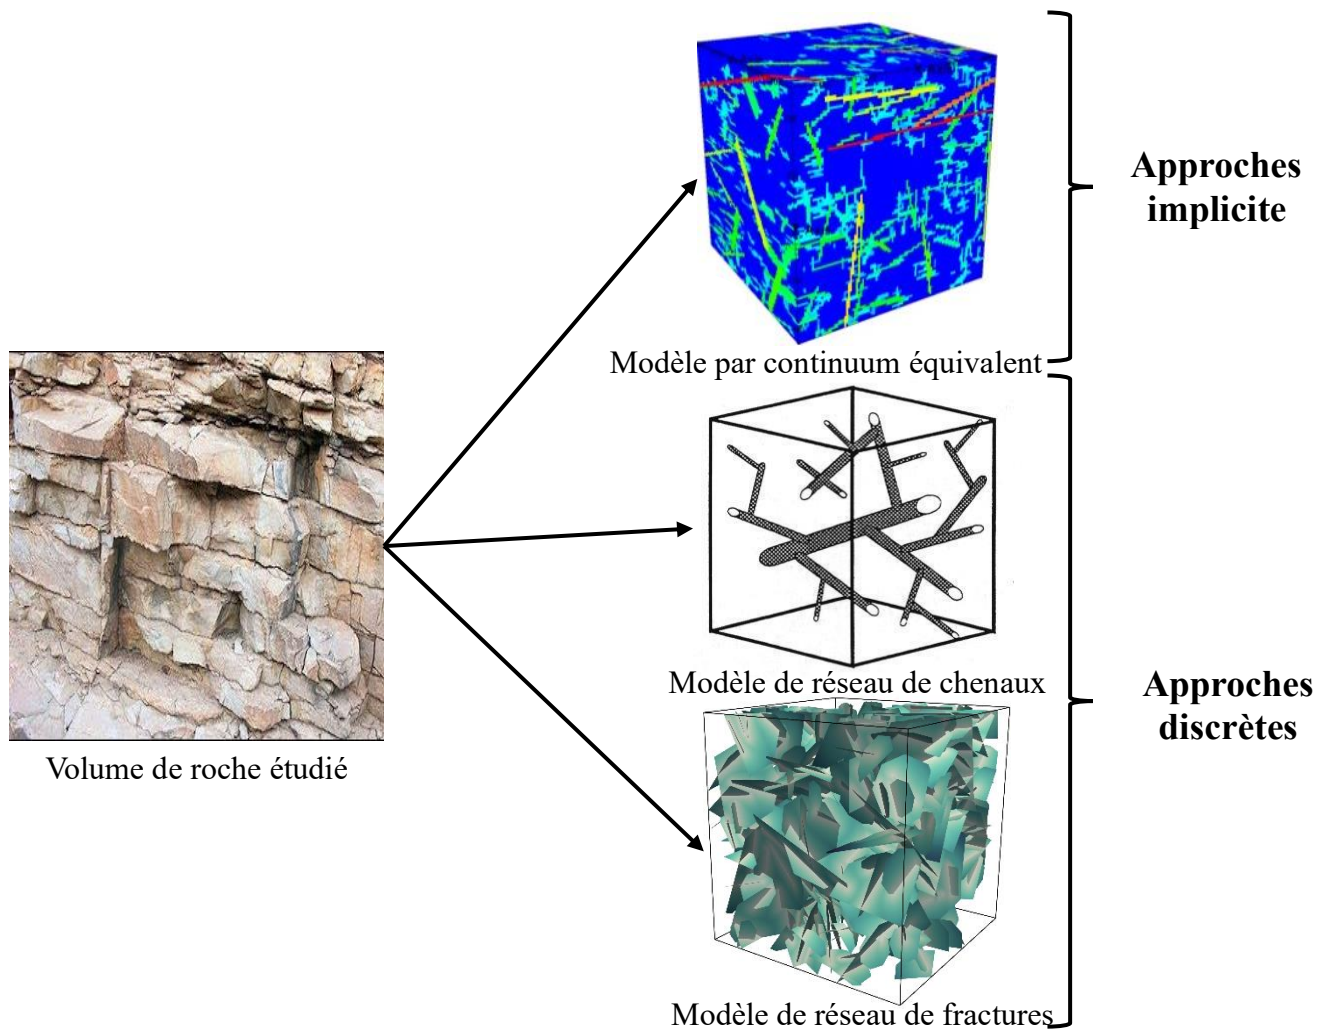 Approches
implicite
Modèle par continuum équivalent
Modèle de réseau de chenaux
Approches
discrètes
Volume de roche étudié
Modèle de réseau de fractures